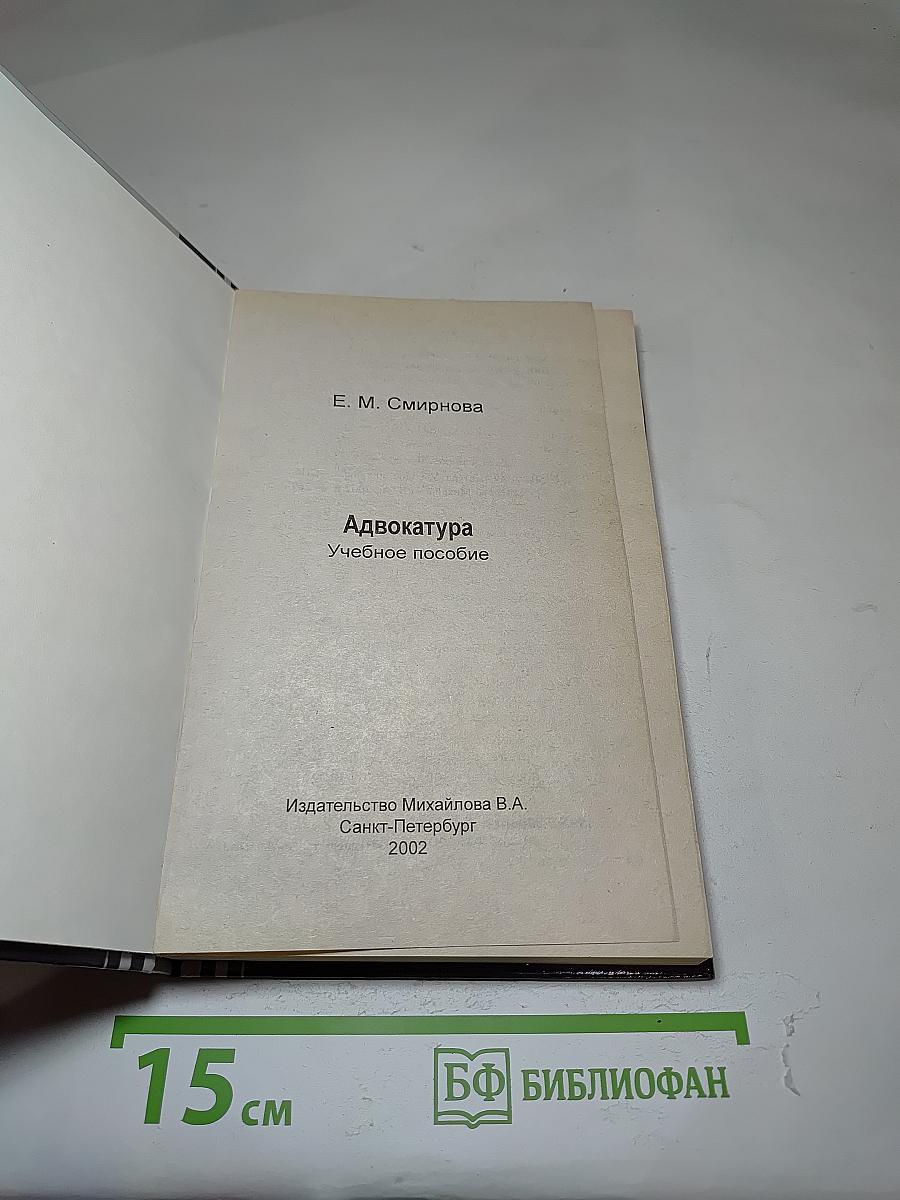 Е. М. Смирнова
Адвокатура
Учебное пособие
Издательство Михайлова В.А.
Санкт-Петербург
2002
15 см
БФ БИБЛИОФАН